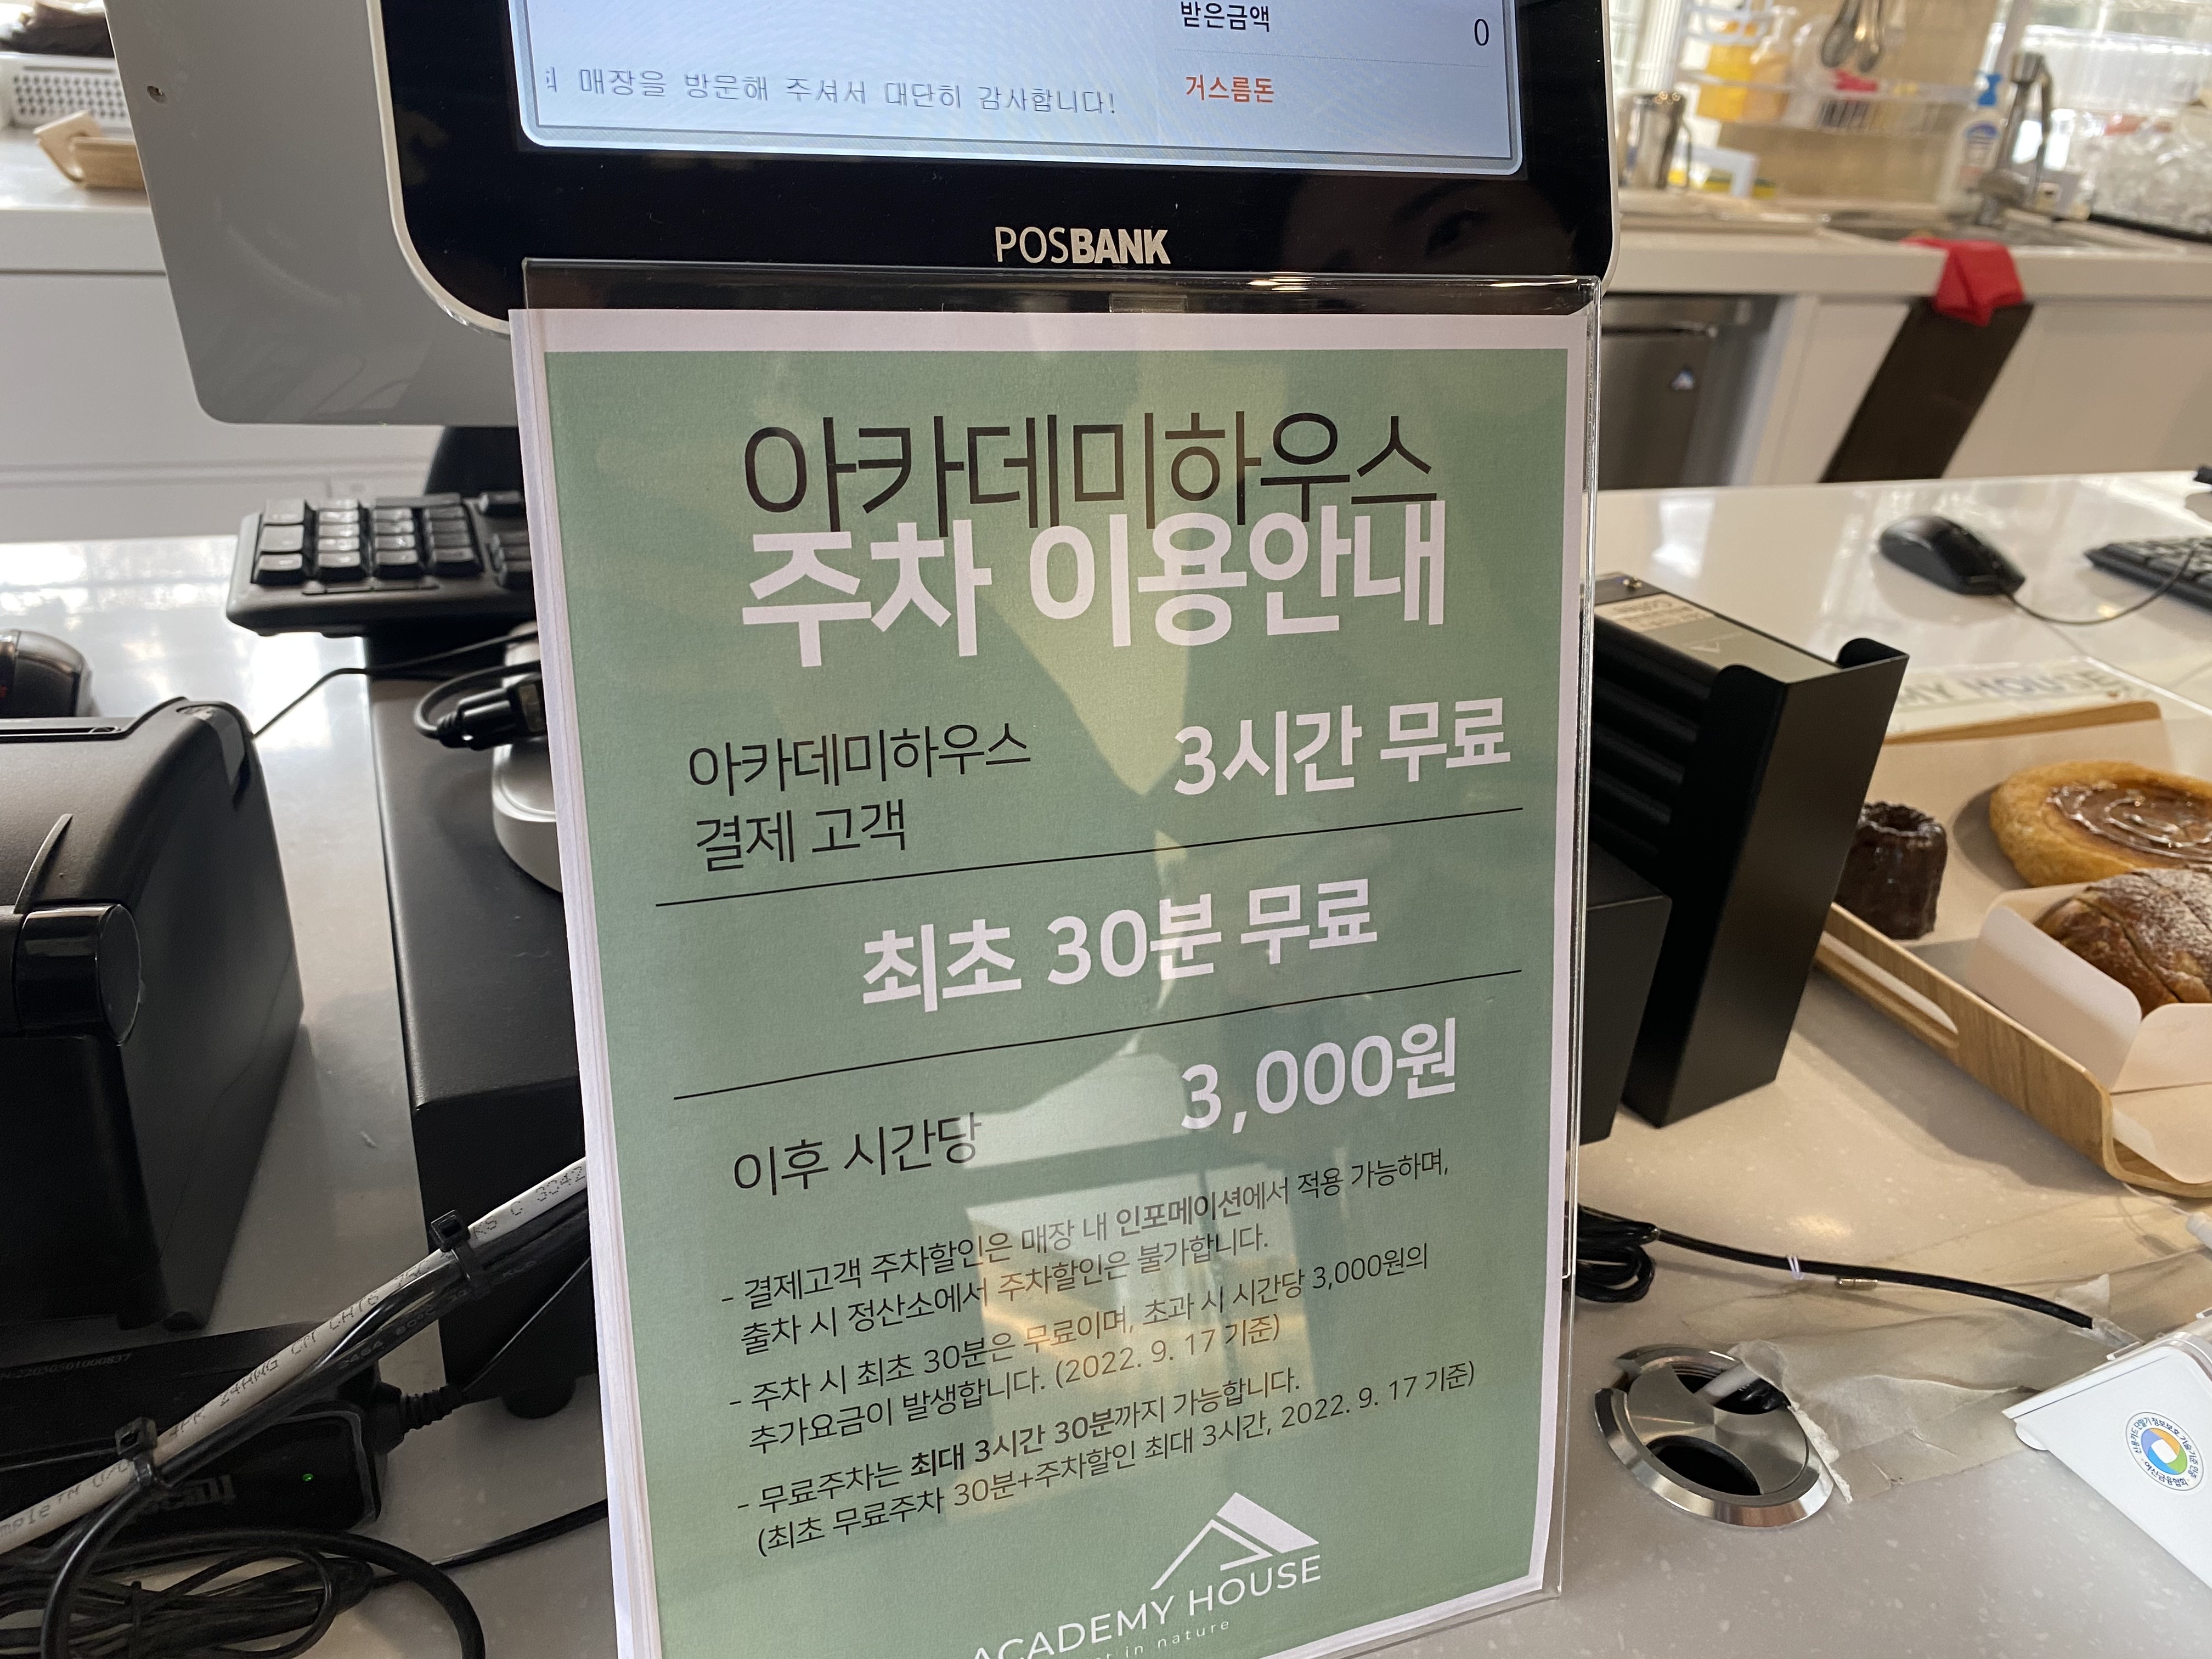 받은금액 0
매장을 방문해 주셔서 대단히 감사합니다!
거스름돈
POSBANK
아카데미하우스
주차 이용안내
아카데미하우스
결제 고객
3시간 무료
최초 30분 무료
이후 시간당
3,000원
- 결제고객 주차할인은 매장 내 인포메이션에서 적용 가능하며,
출차 시 정산소에서 주차할인은 불가합니다.
- 주차 시 최초 30분은 무료이며, 초과 시 시간당 3,000원의
추가요금이 발생합니다. (2022. 9. 17 기준)
- 무료주차는 최대 3시간 30분까지 가능합니다.
(최초 무료주차 30분+주차할인 최대 3시간, 2022. 9. 17 기준)
ACADEMY HOUSE
in nature